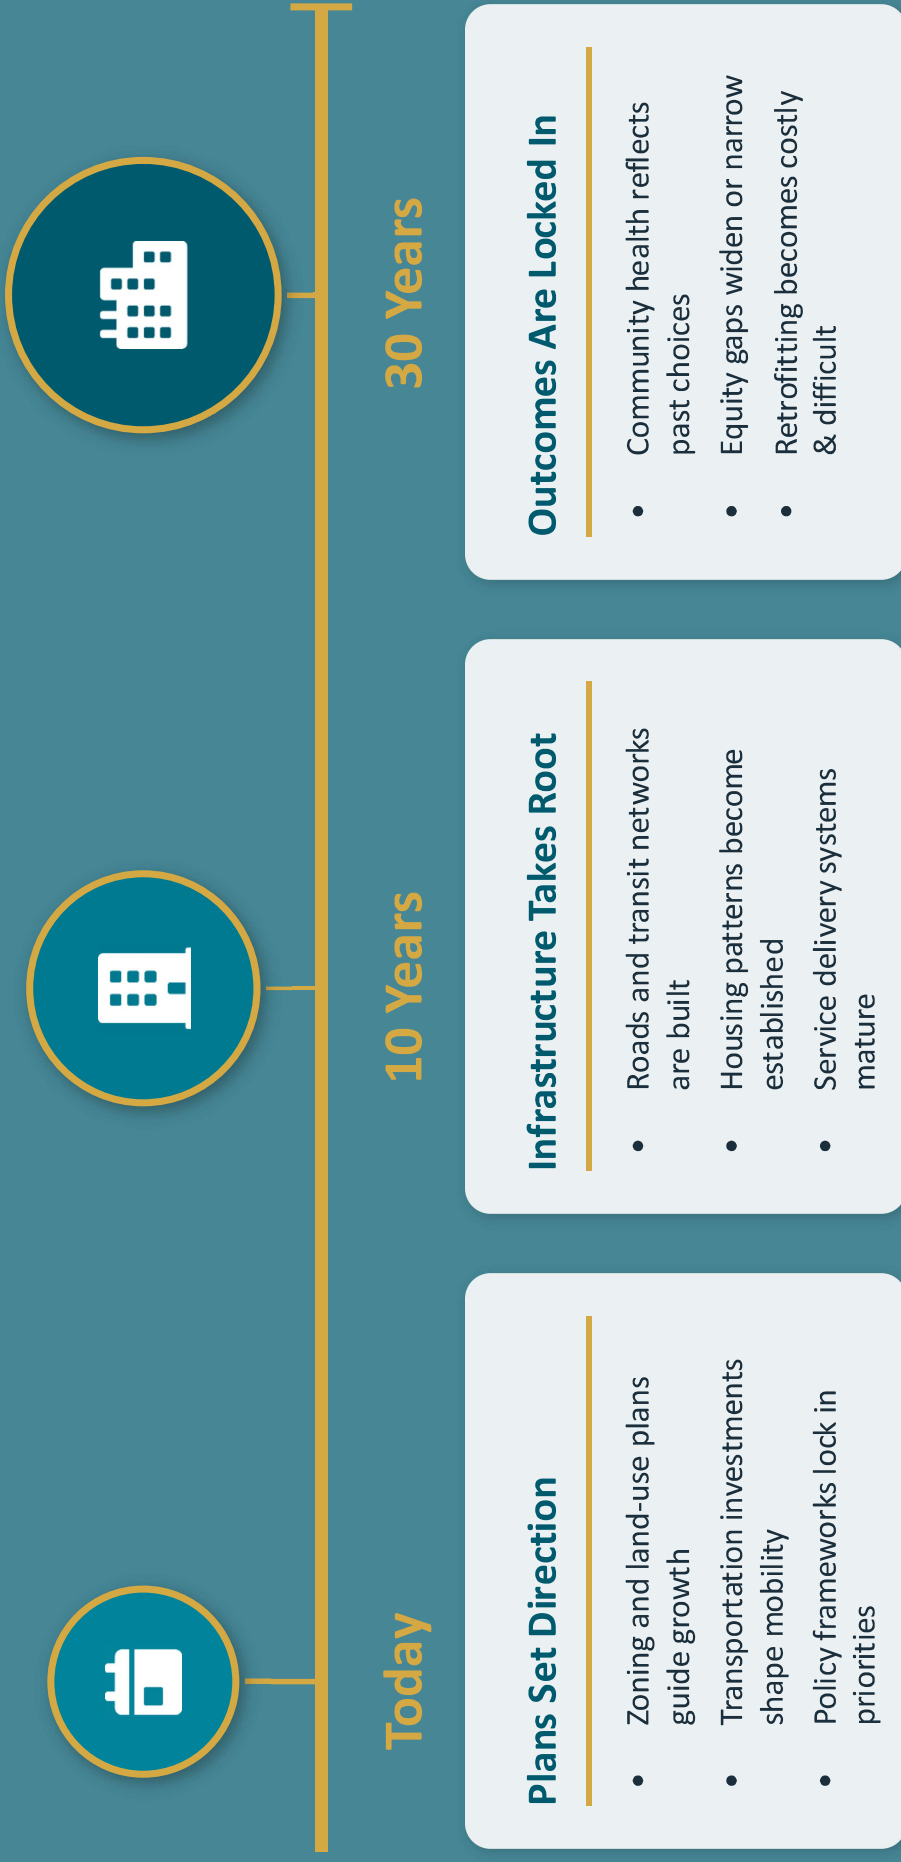 Today
Plans Set Direction
• Zoning and land-use plans
guide growth
• Transportation investments
shape mobility
• Policy frameworks lock in
priorities
10 Years
Infrastructure Takes Root
• Roads and transit networks
are built
• Housing patterns become
established
• Service delivery systems
mature
30 Years
Outcomes Are Locked In
• Community health reflects
past choices
• Equity gaps widen or narrow
• Retrofitting becomes costly
& difficult